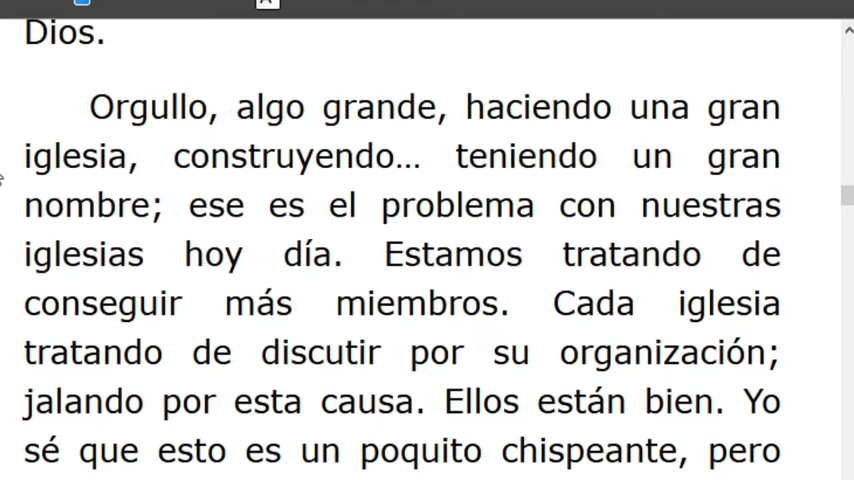 Dios.
Orgullo, algo grande, haciendo una gran
iglesia, construyendo... teniendo un gran
nombre; ese es el problema con nuestras
iglesias hoy día. Estamos tratando de
conseguir más miembros. Cada iglesia
tratando de discutir por su organización;
jalando por esta causa. Ellos están bien. Yo
sé que esto es un poquito chispeante, pero